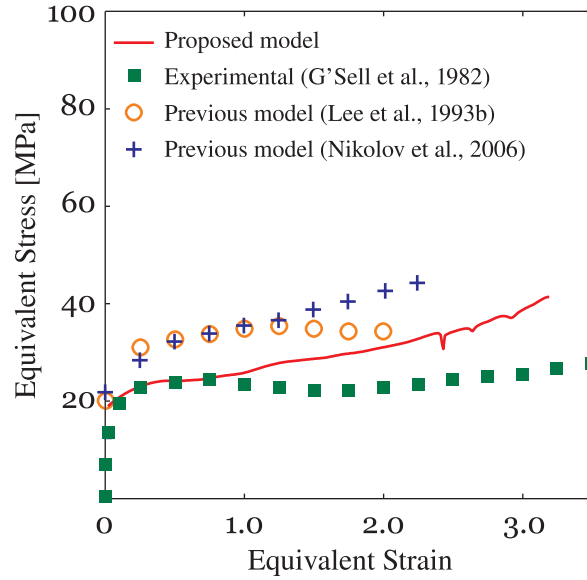 100
Proposed model
Experimental (G'Sell et al., 1982)
80
Previous model (Lee et al., 1993b)
Previous model (Nikolov et al., 2006)
60
Equivalent Stress [MPa]
40
20
0 1.0 2.0 3.0
Equivalent Strain